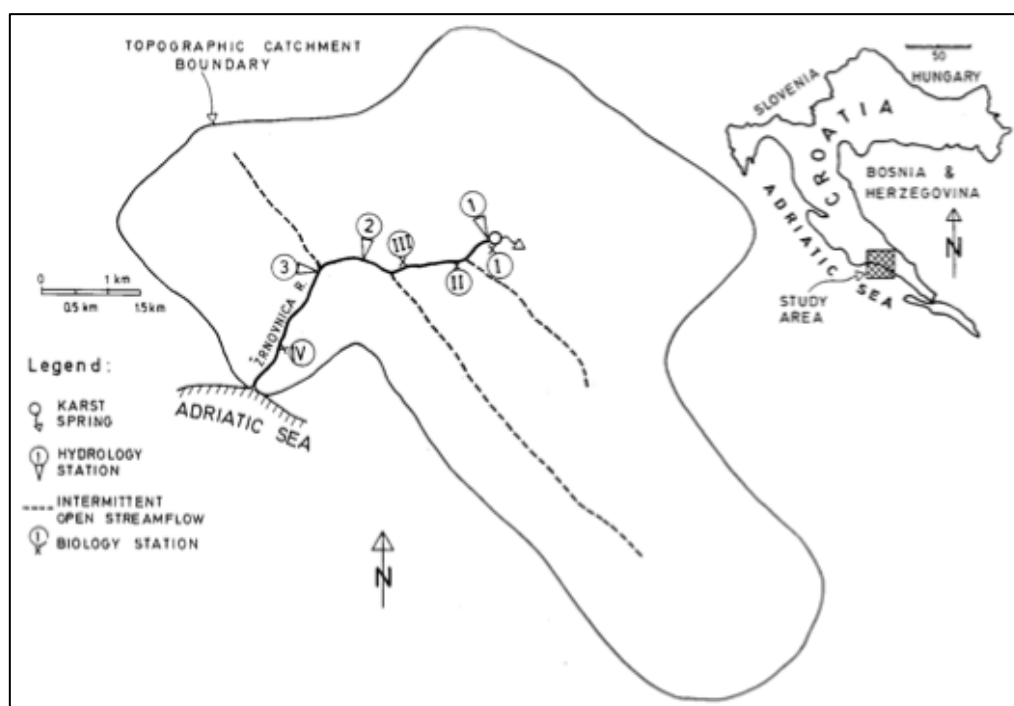 TOPOGRAPHIC CATCHMENT
BOUNDARY
50
SLOVENIA
HUNGARY
CROATIA
BOSNIA &
HERZEGOVINA
ADRIATIC SEA
N
STUDY
AREA
1
2
III
3
II
I
V
ŽRNOVNICA R.
0 1 km
0.5 km 1.5 km
Legend:
KARST
SPRING
1 HYDROLOGY
STATION
INTERMITTENT
OPEN STREAMFLOW
1 BIOLOGY STATION
ADRIATIC SEA
N